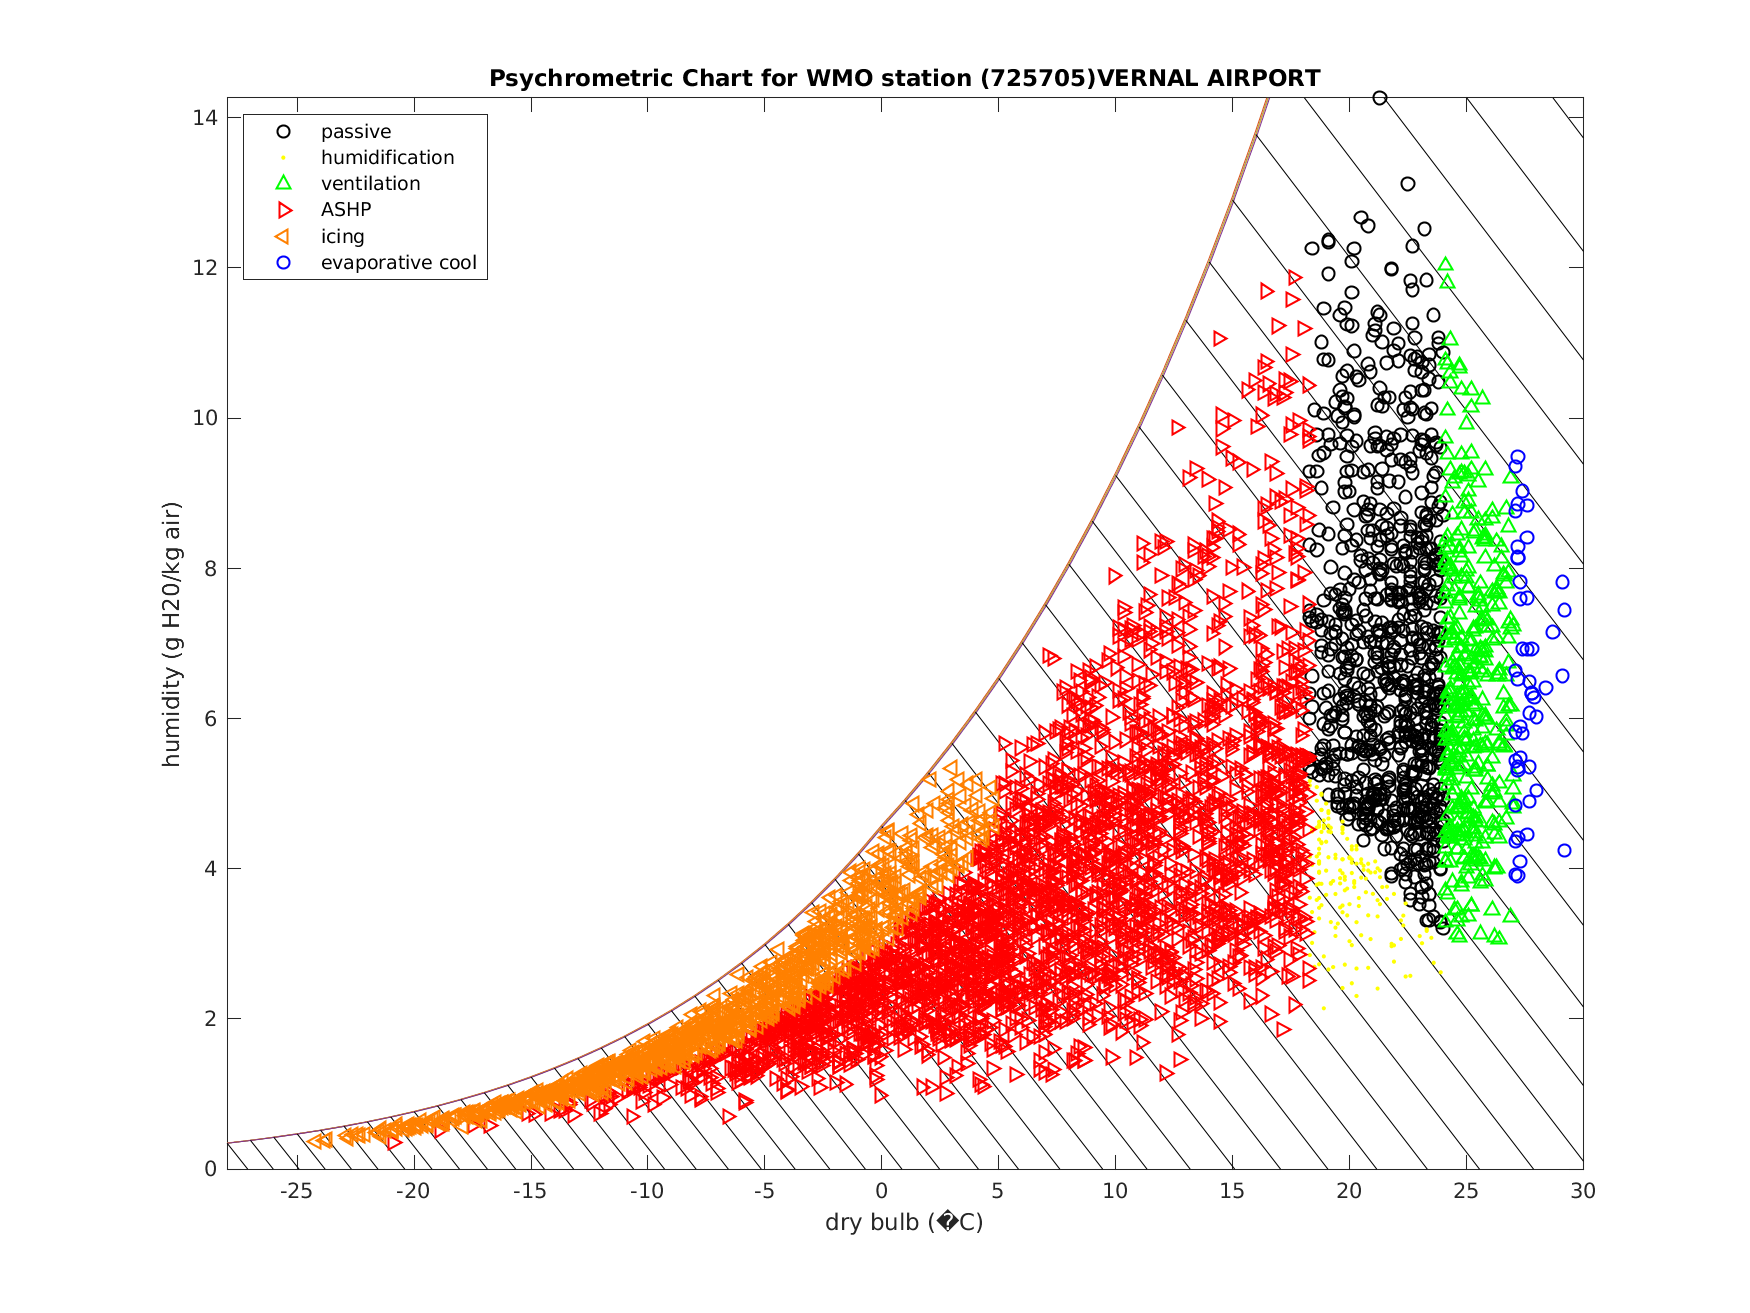 Psychrometric Chart for WMO station (725705)VERNAL AIRPORT
passive
humidification
ventilation
ASHP
icing
evaporative cool
humidity (g H20/kg air)
14
12
10
8
6
4
2
0
-25 -20 -15 -10 -5 0 5 10 15 20 25 30
dry bulb (�C)